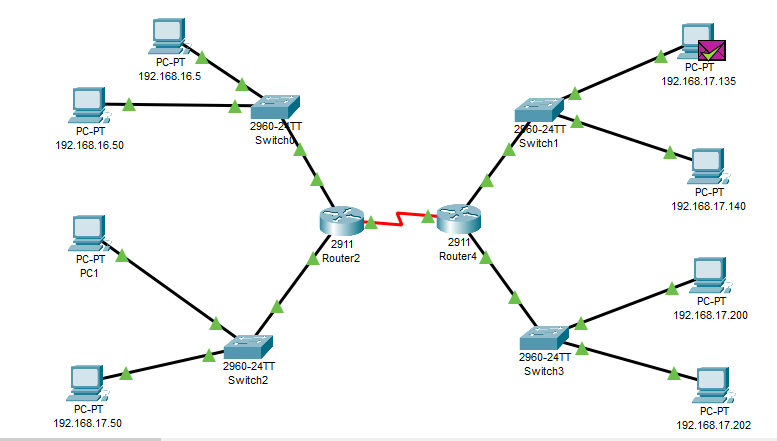 PC-PT
192.168.16.5
PC-PT
192.168.16.50
2960-24TT
Switch0
PC-PT
192.168.17.135
2960-24TT
Switch1
PC-PT
192.168.17.140
2911
Router2
2911
Router4
PC-PT
PC1
PC-PT
192.168.17.200
2960-24TT
Switch2
2960-24TT
Switch3
PC-PT
192.168.17.50
PC-PT
192.168.17.202